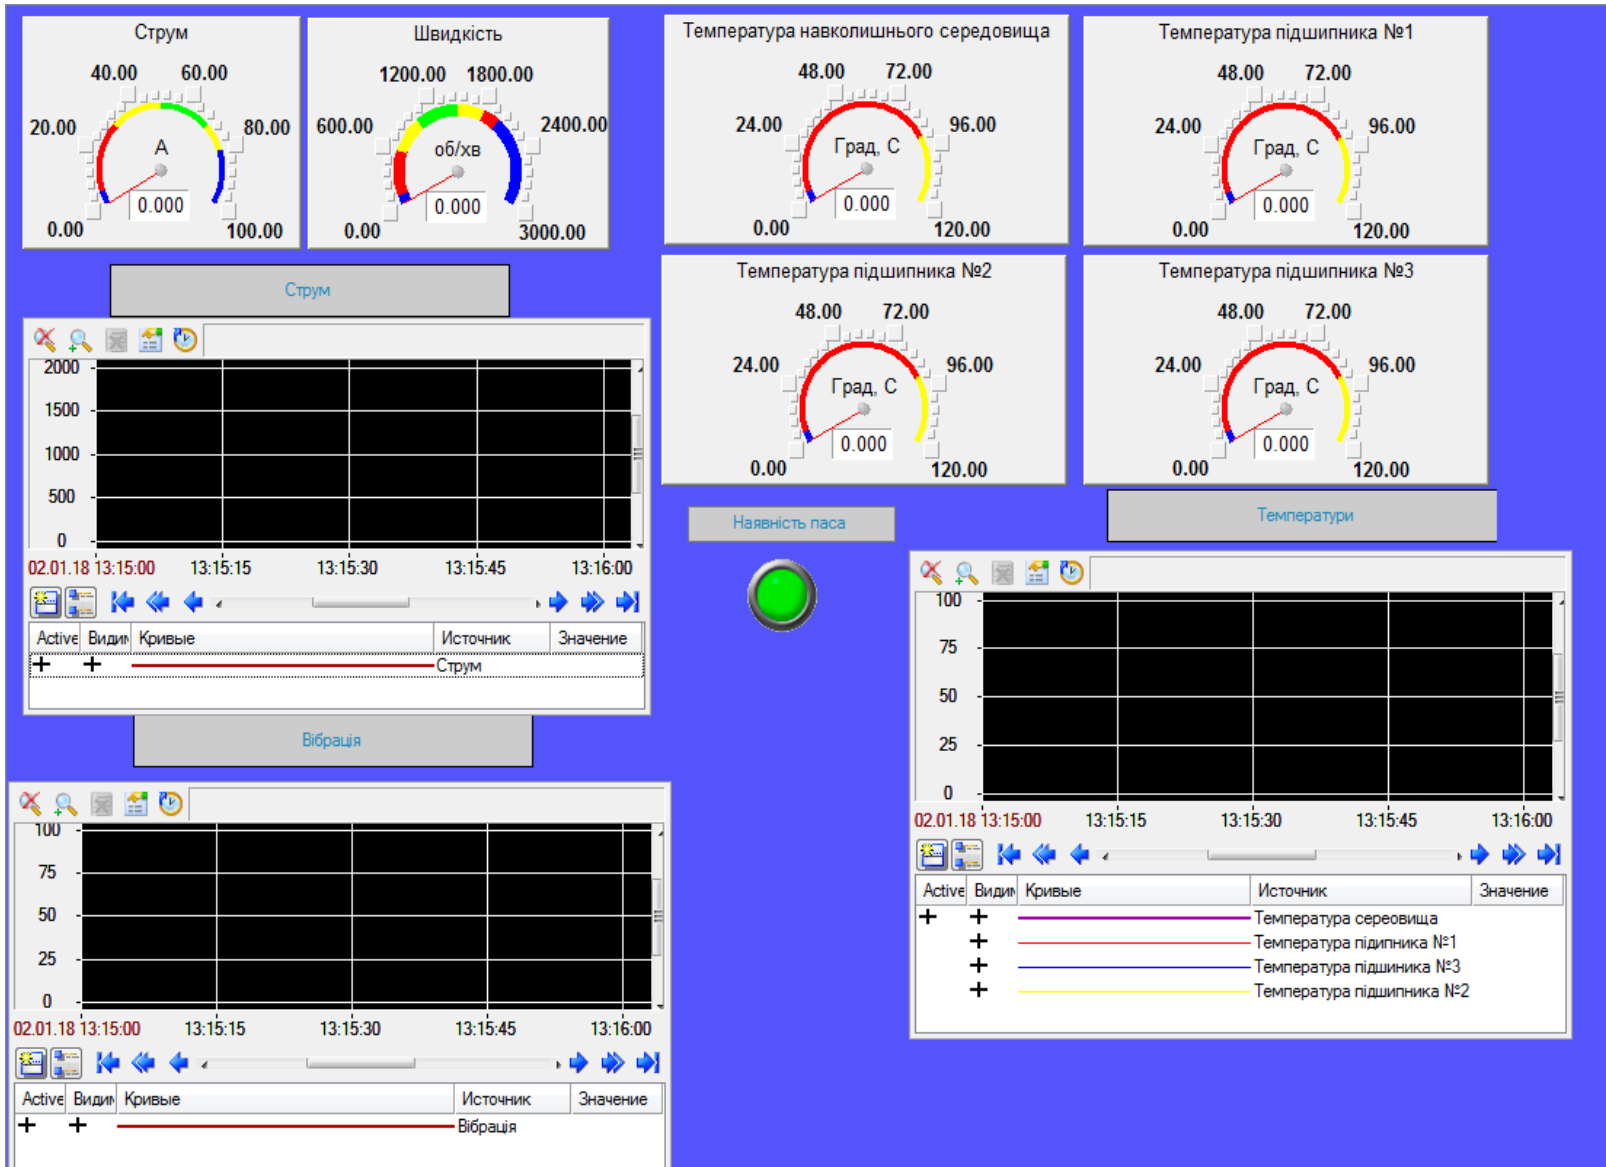 Струм
40.00 60.00
20.00 80.00
А
0.000
0.00 100.00
Швидкість
1200.00 1800.00
600.00 2400.00
об/хв
0.000
0.00 3000.00
Температура навколишнього середовища
48.00 72.00
24.00 96.00
Град, С
0.000
0.00 120.00
Температура підшипника №1
48.00 72.00
24.00 96.00
Град, С
0.000
0.00 120.00
Температура підшипника №2
48.00 72.00
24.00 96.00
Град, С
0.000
0.00 120.00
Температура підшипника №3
48.00 72.00
24.00 96.00
Град, С
0.000
0.00 120.00
Струм
2000
1500
1000
500
0
02.01.18 13:15:00 13:15:15 13:15:30 13:15:45 13:16:00
Active Видим Кривые Источник Значение
Струм
Наявність паса
Температури
100
75
50
25
0
02.01.18 13:15:00 13:15:15 13:15:30 13:15:45 13:16:00
Active Видим Кривые Источник Значение
Температура сереовища
Температура підипника №1
Температура підшиника №3
Температура підшипника №2
Вібрація
100
75
50
25
0
02.01.18 13:15:00 13:15:15 13:15:30 13:15:45 13:16:00
Active Видим Кривые Источник Значение
Вібрація